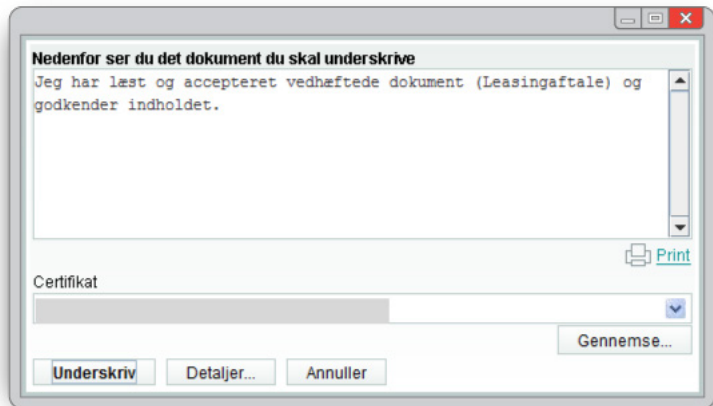 Nedenfor ser du det dokument du skal underskrive
Jeg har læst og accepteret vedhæftede dokument (Leasingaftale) og
godkender indholdet.
Print
Certifikat
Gennemse...
Underskriv Detaljer... Annuller